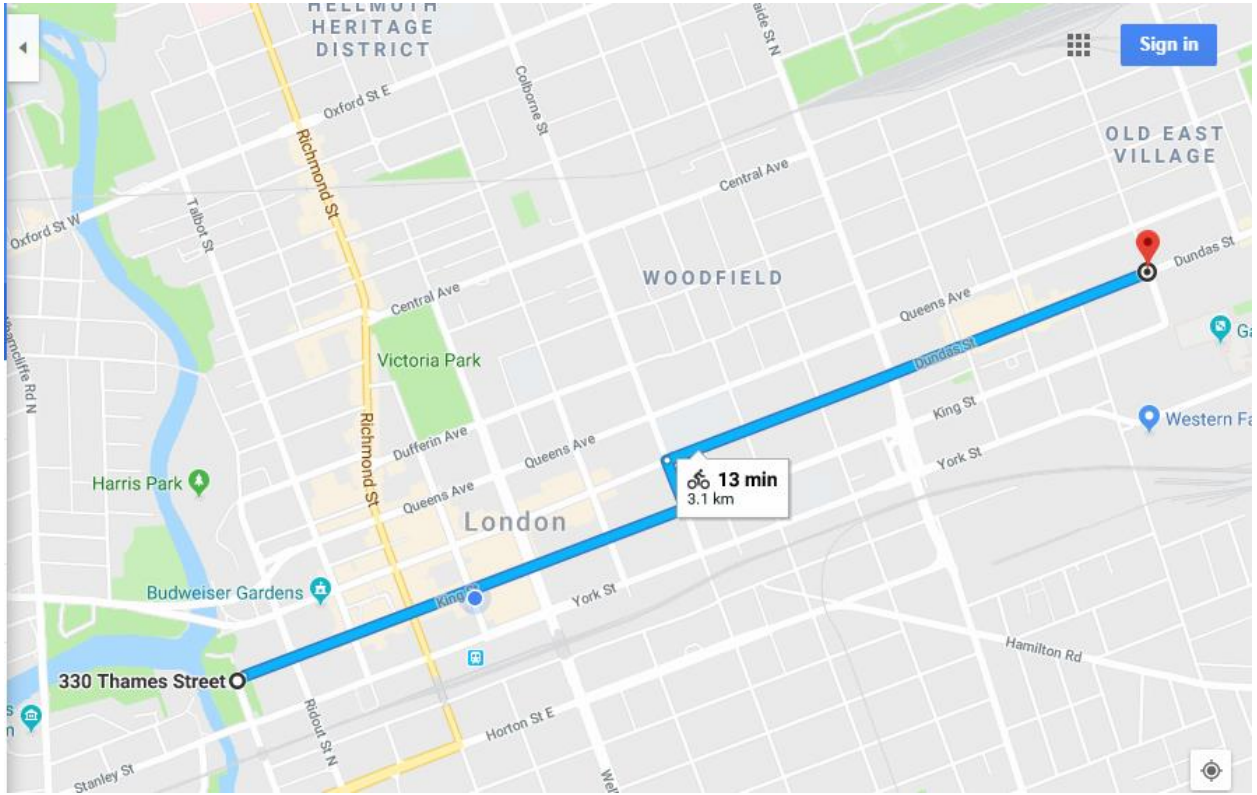 HELLMUTH
HERITAGE
DISTRICT
Sign in
Oxford St E
Colborne St
Richmond St
OLD EAST
VILLAGE
Central Ave
Talbot St
Oxford St W
Dundas St
WOODFIELD
Central Ave
Queens Ave
Victoria Park
Wharncliffe Rd N
Dundas St
King St
Western Fa
Richmond St
Dufferin Ave
Queens Ave
York St
13 min
3.1 km
Harris Park
Queens Ave
London
Budweiser Gardens
King St
York St
Hamilton Rd
330 Thames Street
Ridout St N
Horton St E
Stanley St